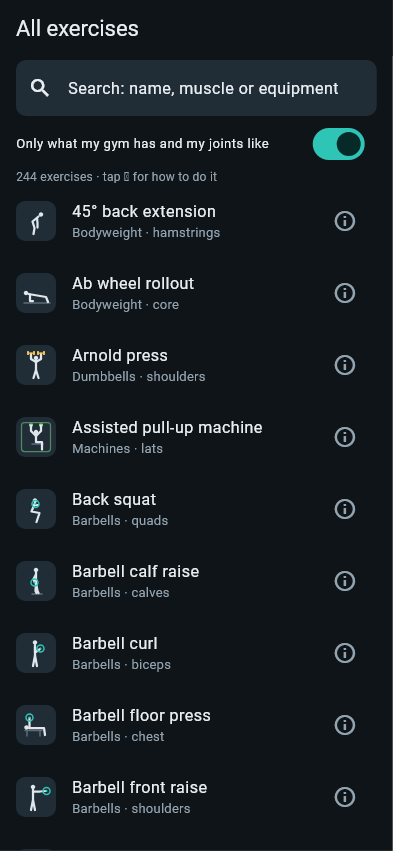 All exercises
Search: name, muscle or equipment
Only what my gym has and my joints like
244 exercises · tap ▯ for how to do it
45° back extension
Bodyweight · hamstrings
Ab wheel rollout
Bodyweight · core
Arnold press
Dumbbells · shoulders
Assisted pull-up machine
Machines · lats
Back squat
Barbells · quads
Barbell calf raise
Barbells · calves
Barbell curl
Barbells · biceps
Barbell floor press
Barbells · chest
Barbell front raise
Barbells · shoulders